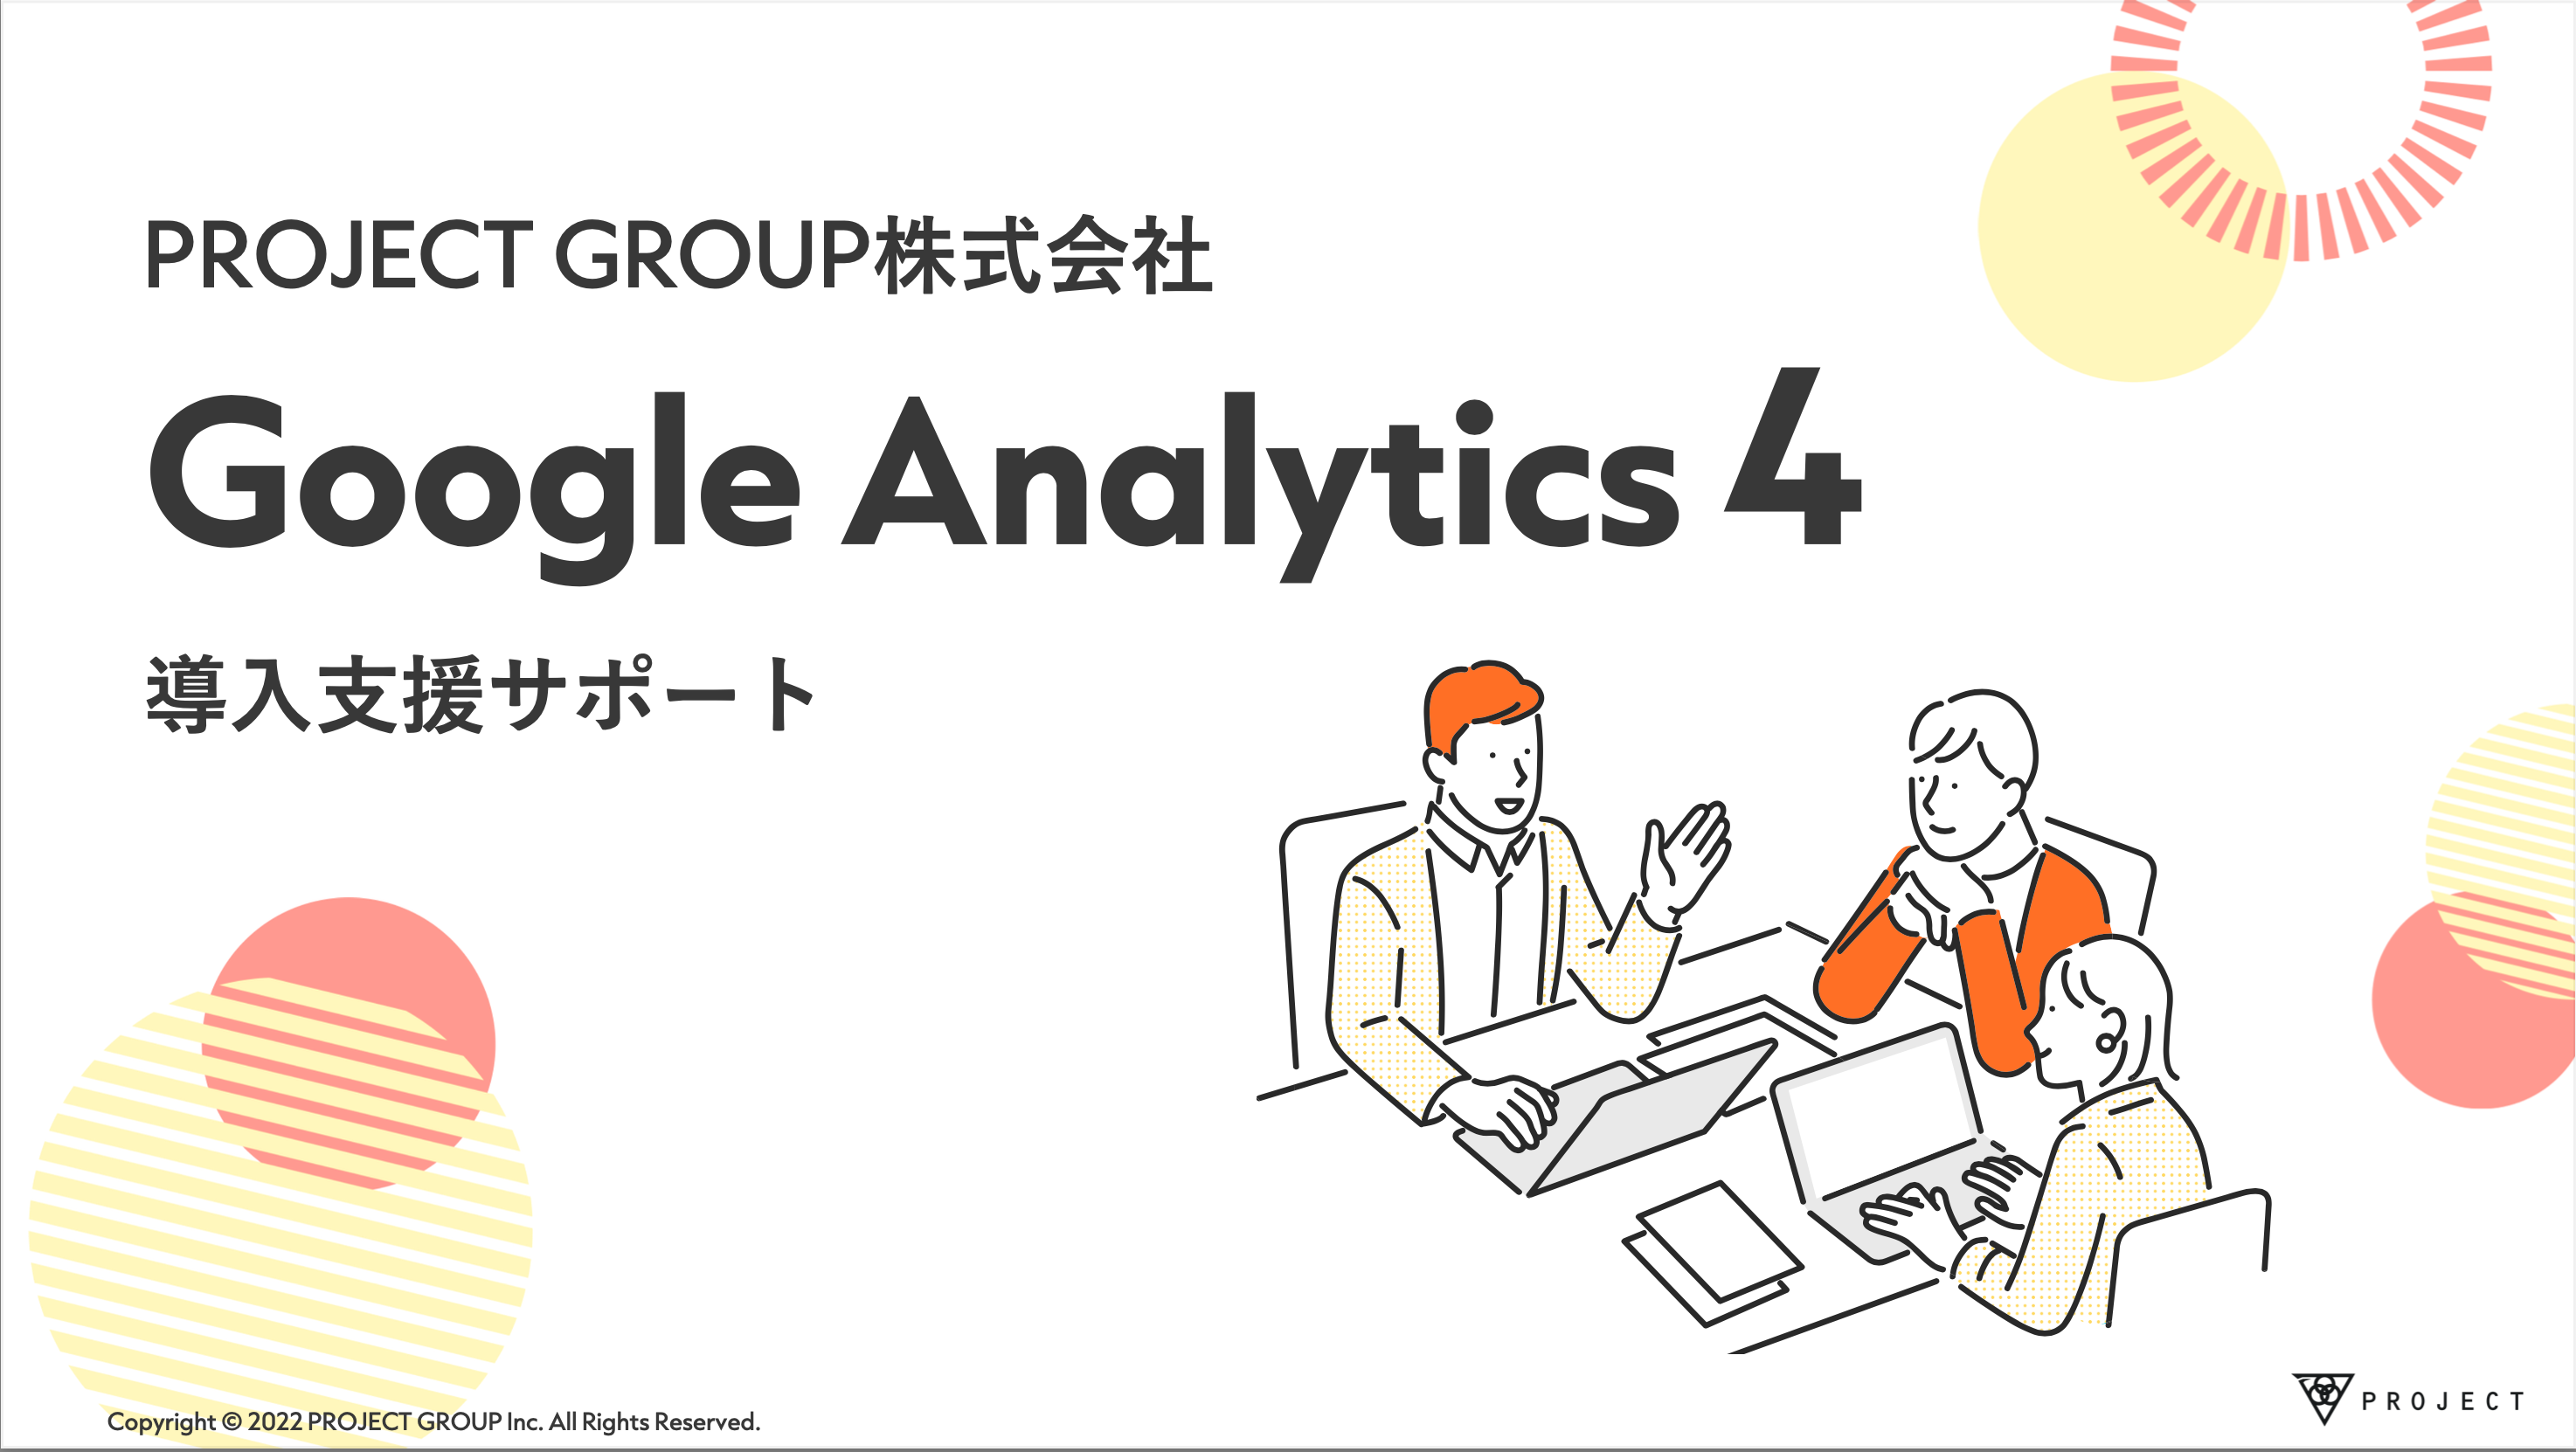 PROJECT GROUP株式会社
Google Analytics 4
導入支援サポート
Copyright © 2022 PROJECT GROUP Inc. All Rights Reserved.
PROJECT